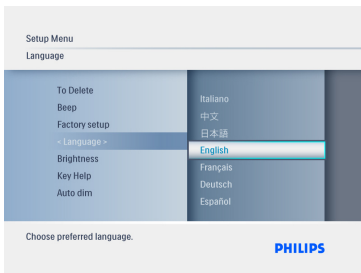 Setup Menu
Language
To Delete
Beep
Factory setup
< Language >
Brightness
Key Help
Auto dim
Italiano
中文
日本語
English
Français
Deutsch
Español
Choose preferred language.
PHILIPS